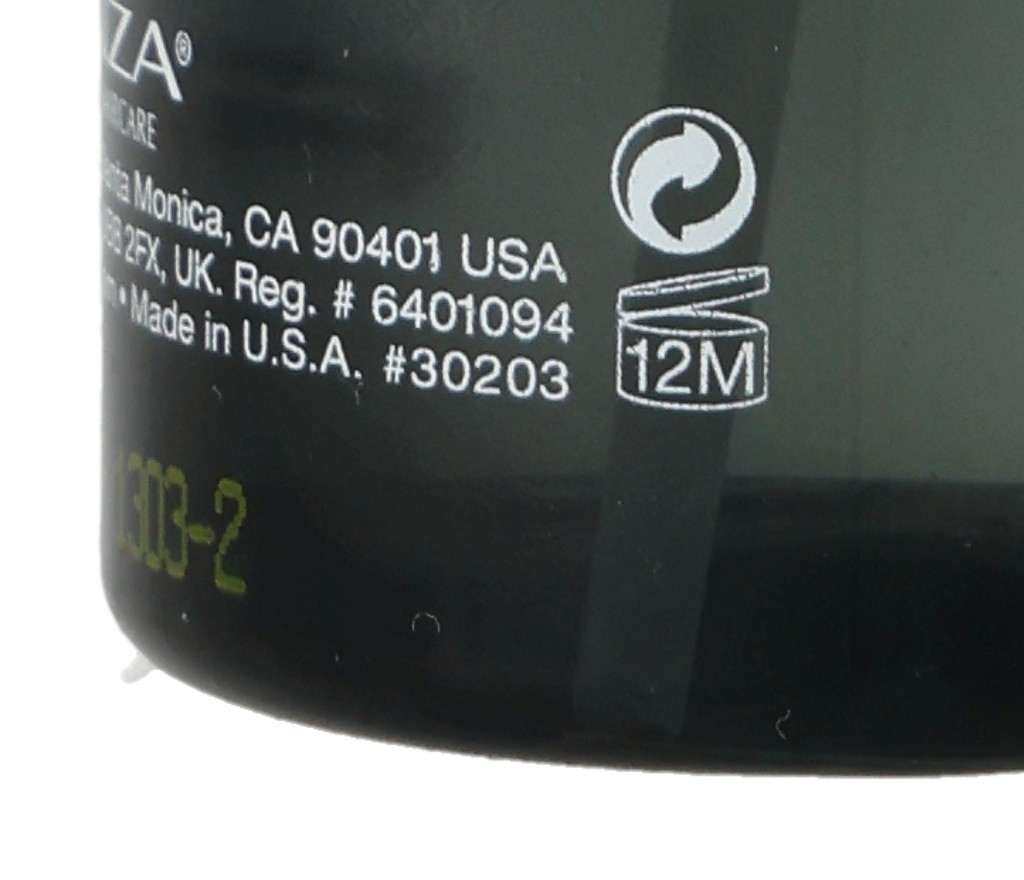 ZA®
Monica, CA 90401 USA
2FX, UK. Reg. # 6401094
• Made in U.S.A. #30203
12M
1303-2